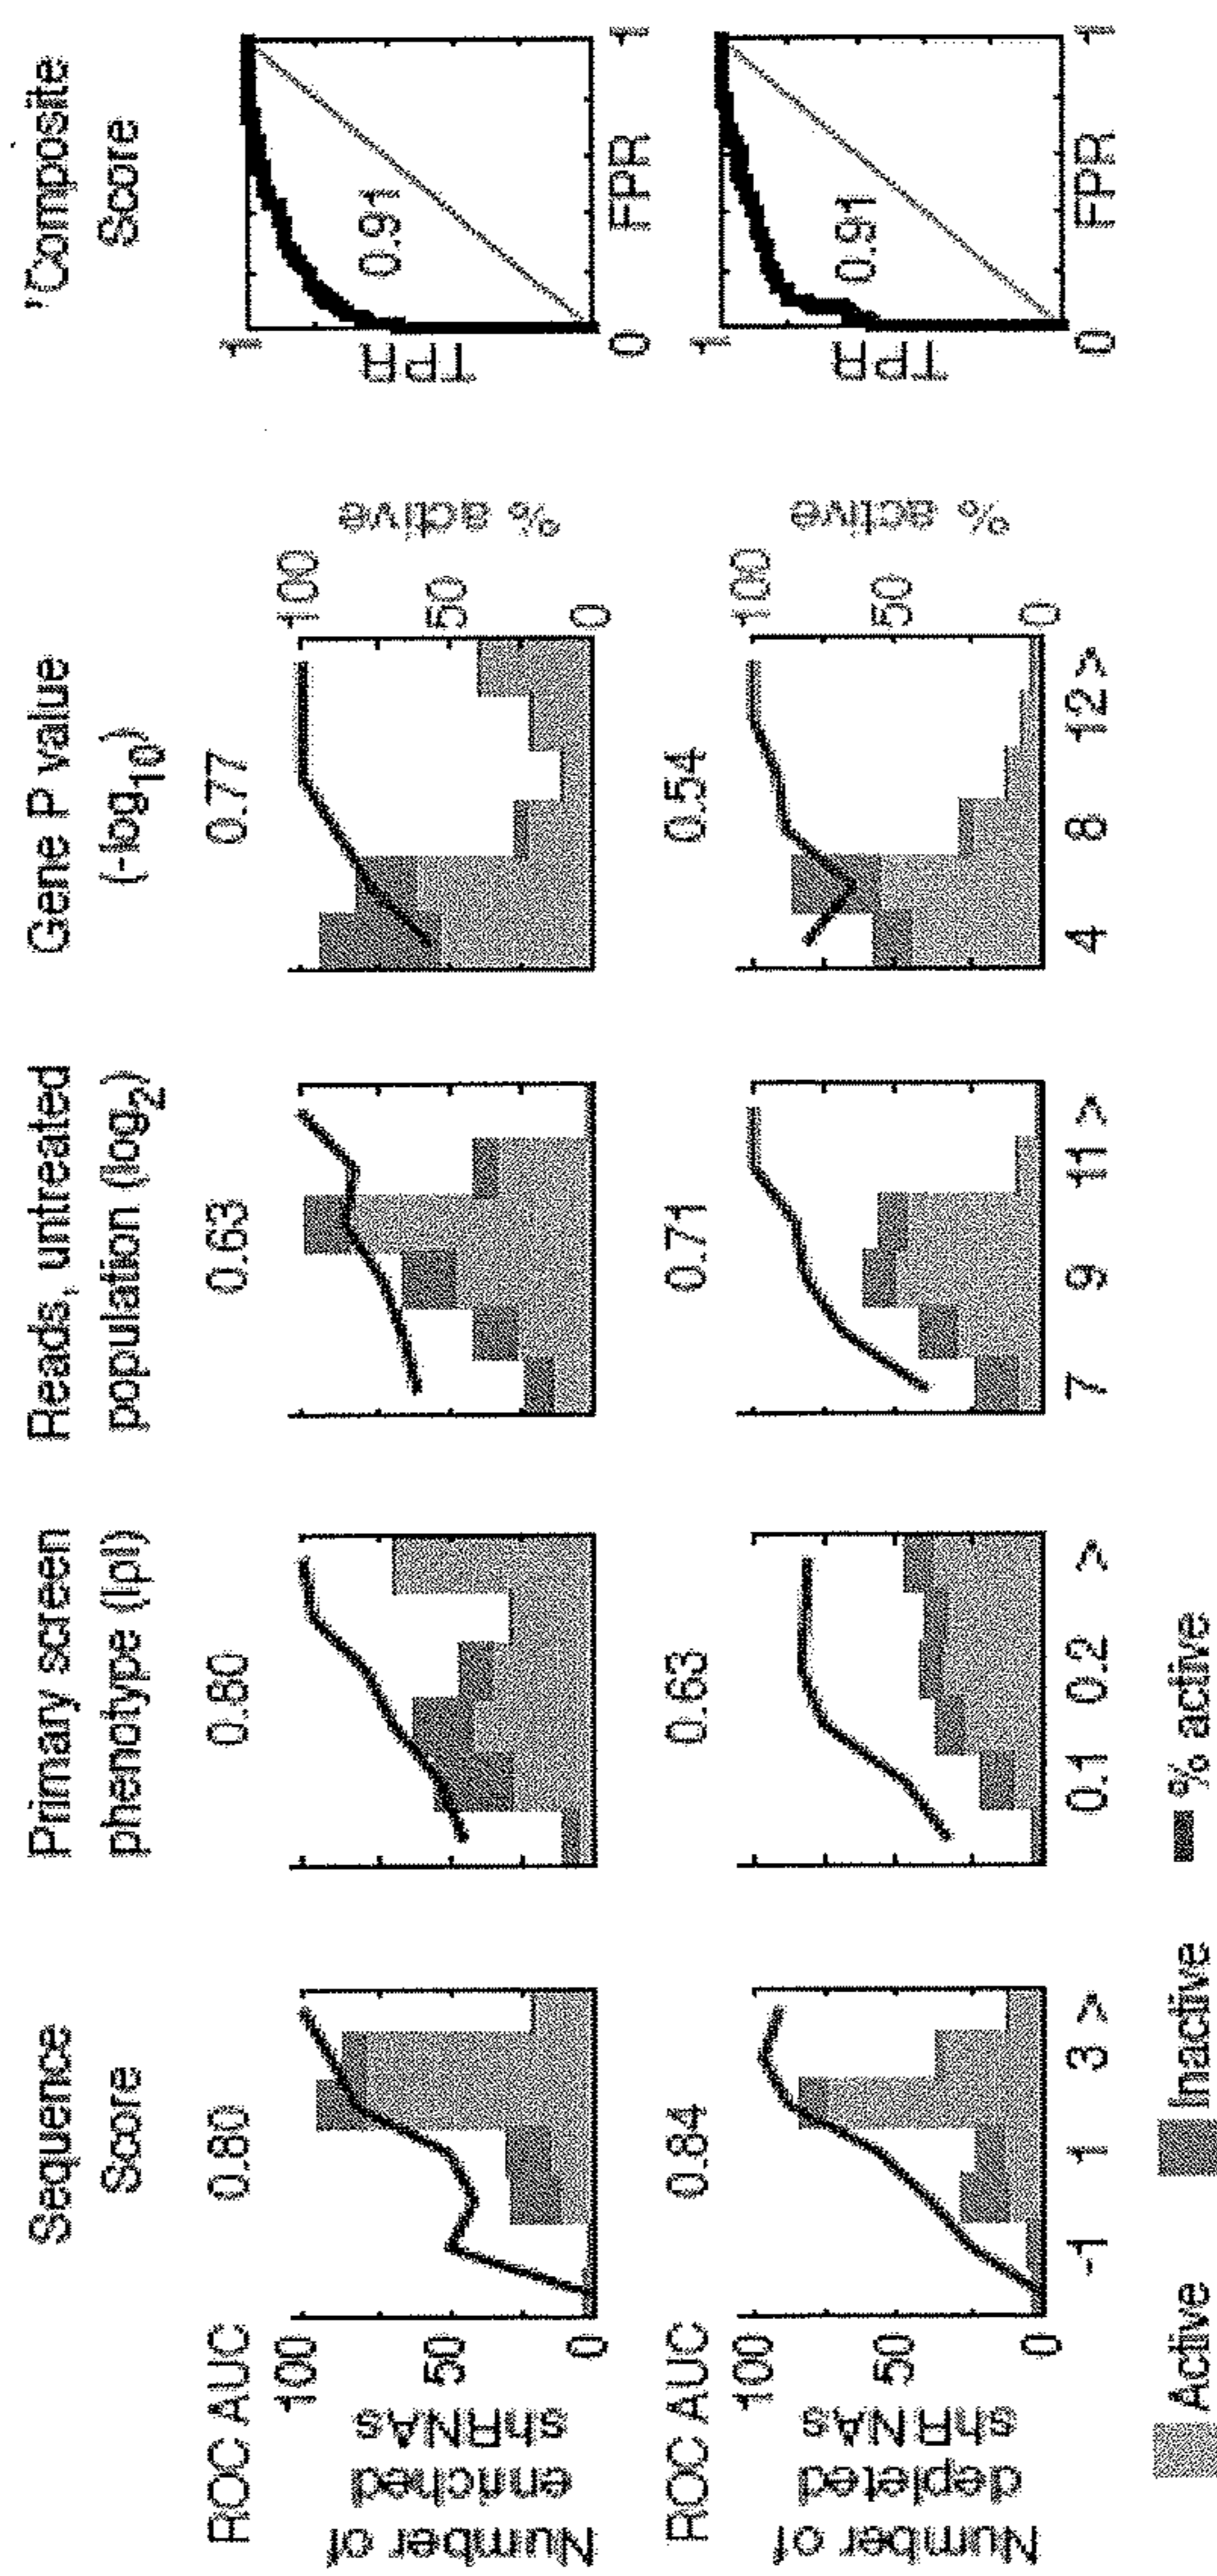 Sequence
Score
Primary screen
phenotype (|ρ|)
Reads, untreated
population (log2)
Gene P value
(-log10)
'Composite
Score
ROC AUC
0.80
0.80
0.63
0.77
Number of
enriched
shRNAs
100
50
0
100
50
0
% active
1
TPR
0.91
0
FPR
1
ROC AUC
0.84
0.63
0.71
0.54
Number of
depleted
shRNAs
100
50
0
100
50
0
% active
1
TPR
0.91
0
FPR
1
-1 1 3 >
0.1 0.2 >
7 9 11 >
4 8 12 >
Active Inactive % active